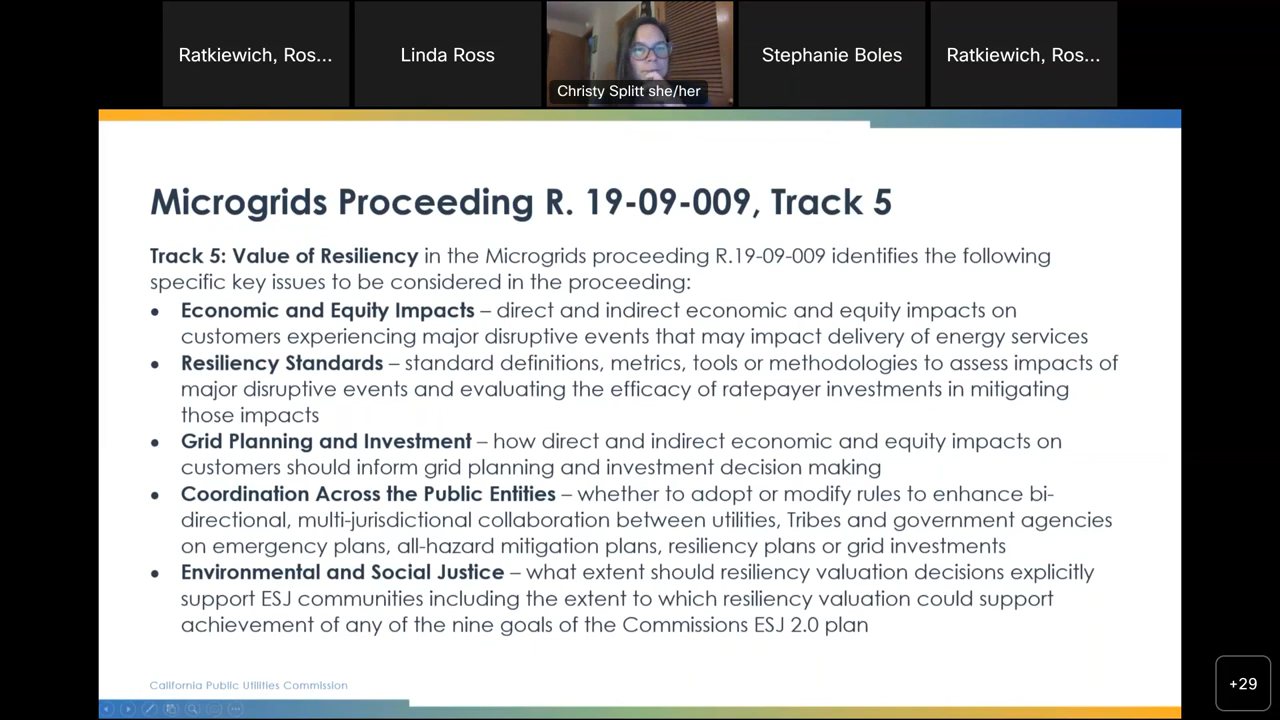 Ratkiewich, Ros...
Linda Ross
Christy Splitt she/her
Stephanie Boles
Ratkiewich, Ros...
Microgrids Proceeding R. 19-09-009, Track 5
Track 5: Value of Resiliency in the Microgrids proceeding R.19-09-009 identifies the following
specific key issues to be considered in the proceeding:
• Economic and Equity Impacts – direct and indirect economic and equity impacts on
customers experiencing major disruptive events that may impact delivery of energy services
• Resiliency Standards – standard definitions, metrics, tools or methodologies to assess impacts of
major disruptive events and evaluating the efficacy of ratepayer investments in mitigating
those impacts
• Grid Planning and Investment – how direct and indirect economic and equity impacts on
customers should inform grid planning and investment decision making
• Coordination Across the Public Entities – whether to adopt or modify rules to enhance bi-
directional, multi-jurisdictional collaboration between utilities, Tribes and government agencies
on emergency plans, all-hazard mitigation plans, resiliency plans or grid investments
• Environmental and Social Justice – what extent should resiliency valuation decisions explicitly
support ESJ communities including the extent to which resiliency valuation could support
achievement of any of the nine goals of the Commissions ESJ 2.0 plan
California Public Utilities Commission
+29